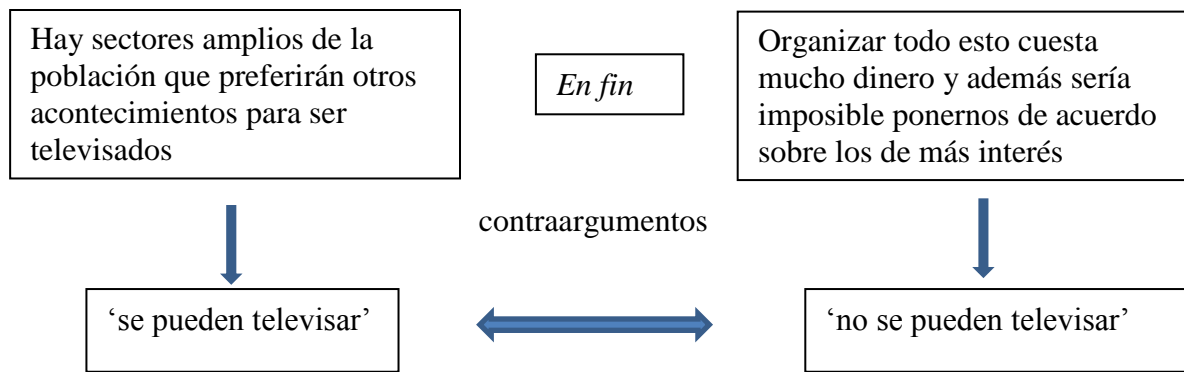 Hay sectores amplios de la
población que preferirán otros
acontecimientos para ser
televisados
En fin
Organizar todo esto cuesta
mucho dinero y además sería
imposible ponernos de acuerdo
sobre los de más interés
contraargumentos
‘se pueden televisar’
‘no se pueden televisar’